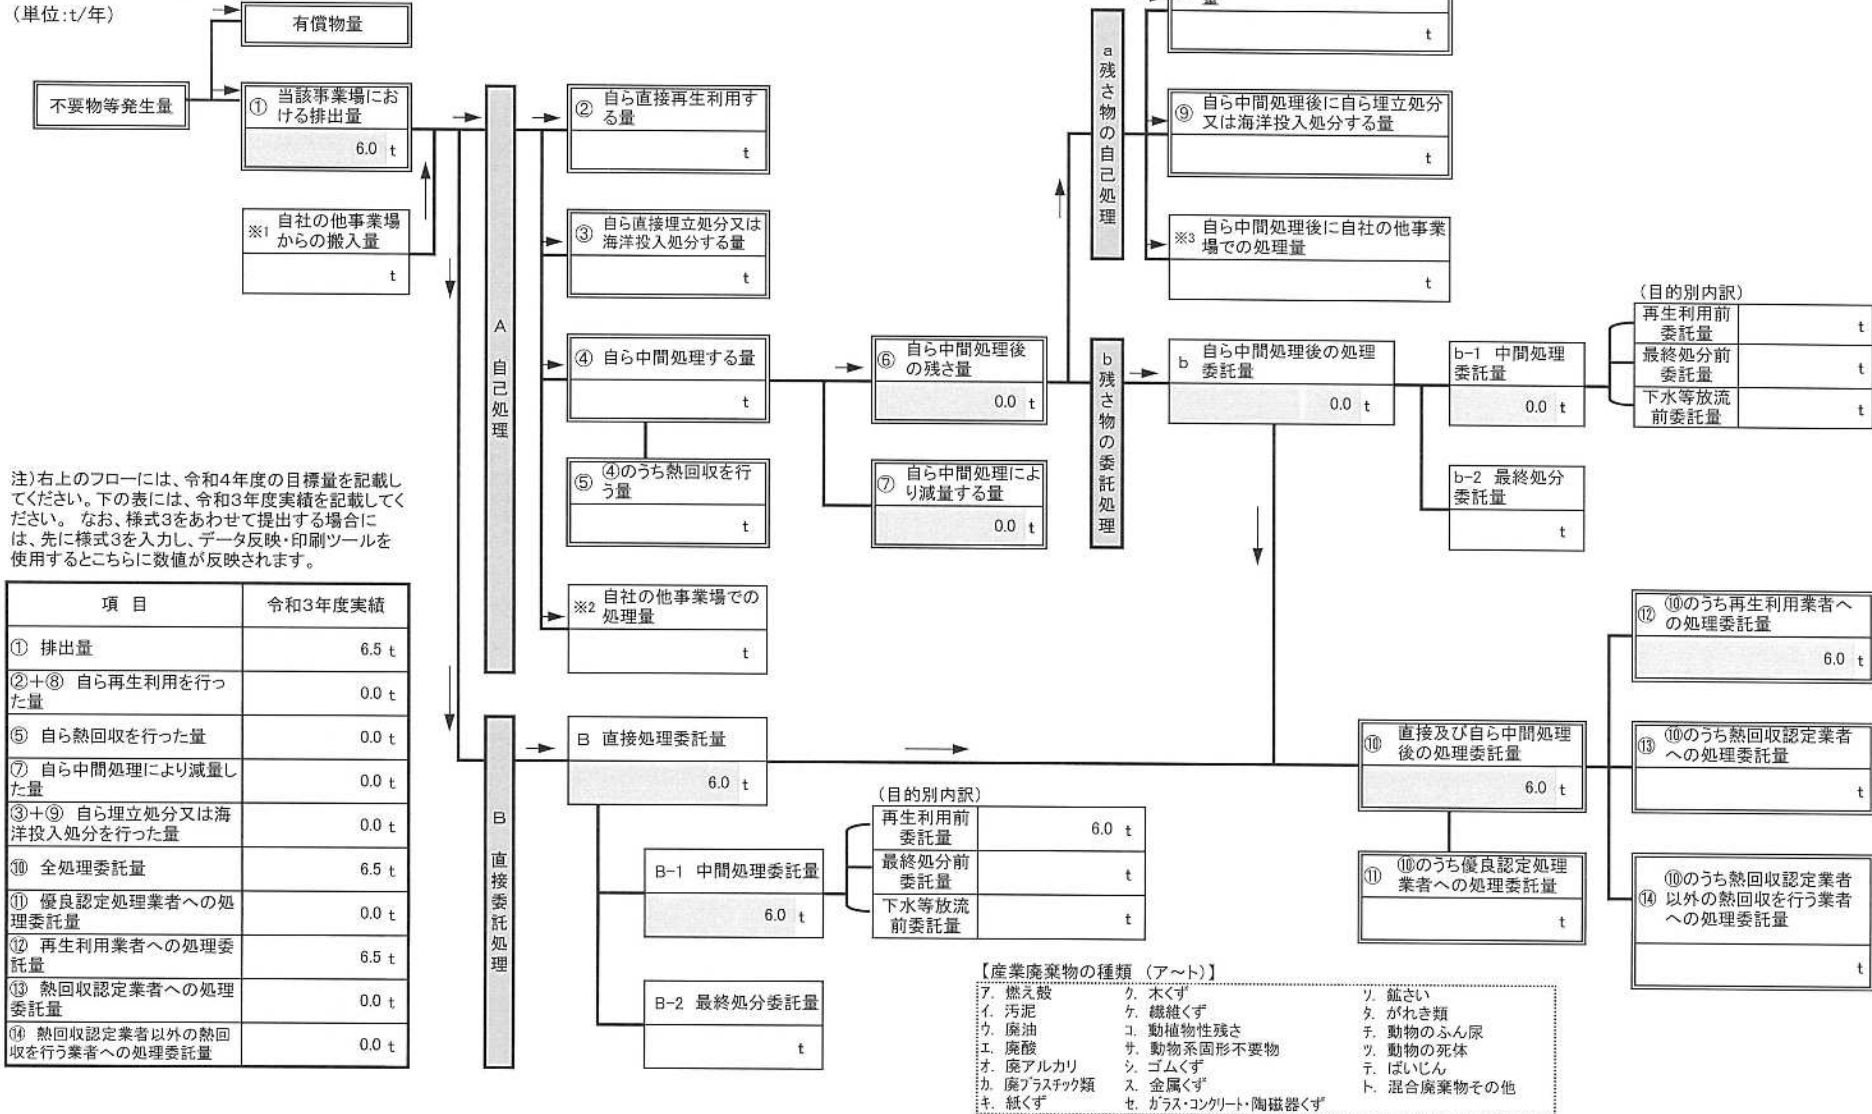 (単位:t/年)
有償物量
不要物等発生量
① 当該事業場にお
ける排出量
6.0 t
※1 自社の他事業場
からの搬入量
t
A 自己処理
② 自ら直接再生利用す
る量
t
③ 自ら直接埋立処分又は
海洋投入処分する量
t
④ 自ら中間処理する量
t
⑤ ④のうち熱回収を行
う量
t
※2 自社の他事業場での
処理量
t
⑥ 自ら中間処理後
の残さ量
0.0 t
⑦ 自ら中間処理によ
り減量する量
0.0 t
a 残さ物の自己処理
量
t
⑨ 自ら中間処理後に自ら埋立処分
又は海洋投入処分する量
t
※3 自ら中間処理後に自社の他事業
場での処理量
t
b 残さ物の委託処理
b 自ら中間処理後の処理
委託量
0.0 t
b-1 中間処理
委託量
0.0 t
(目的別内訳)
再生利用前
委託量
t
最終処分前
委託量
t
下水等放流
前委託量
t
b-2 最終処分
委託量
t
注)右上のフローには、令和4年度の目標量を記載し
てください。下の表には、令和3年度実績を記載してく
ださい。 なお、様式3をあわせて提出する場合に
は、先に様式3を入力し、データ反映・印刷ツールを
使用するとこちらに数値が反映されます。
項 目 令和3年度実績
① 排出量 6.5 t
②+⑧ 自ら再生利用を行っ
た量 0.0 t
⑤ 自ら熱回収を行った量 0.0 t
⑦ 自ら中間処理により減量し
た量 0.0 t
③+⑨ 自ら埋立処分又は海
洋投入処分を行った量 0.0 t
⑩ 全処理委託量 6.5 t
⑪ 優良認定処理業者への処
理委託量 0.0 t
⑫ 再生利用業者への処理委
託量 6.5 t
⑬ 熱回収認定業者への処理
委託量 0.0 t
⑭ 熱回収認定業者以外の熱回
収を行う業者への処理委託量 0.0 t
B 直接委託処理
B 直接処理委託量
6.0 t
B-1 中間処理委託量
6.0 t
(目的別内訳)
再生利用前
委託量
6.0 t
最終処分前
委託量
t
下水等放流
前委託量
t
B-2 最終処分委託量
t
⑩ 直接及び自ら中間処理
後の処理委託量
6.0 t
⑪ ⑩のうち優良認定処理
業者への処理委託量
t
⑫ ⑩のうち再生利用業者へ
の処理委託量
6.0 t
⑬ ⑩のうち熱回収認定業者
への処理委託量
t
⑭ ⑩のうち熱回収認定業者
以外の熱回収を行う業者
への処理委託量
t
【産業廃棄物の種類 (ア~ト)】
ア. 燃え殻 ク. 木くず ソ. 鉱さい
イ. 汚泥 ケ. 繊維くず タ. がれき類
ウ. 廃油 コ. 動植物性残さ チ. 動物のふん尿
エ. 廃酸 サ. 動物系固形不要物 ツ. 動物の死体
オ. 廃アルカリ シ. ゴムくず テ. ばいじん
カ. 廃プラスチック類 ス. 金属くず ト. 混合廃棄物その他
キ. 紙くず セ. ガラス・コンクリート・陶磁器くず